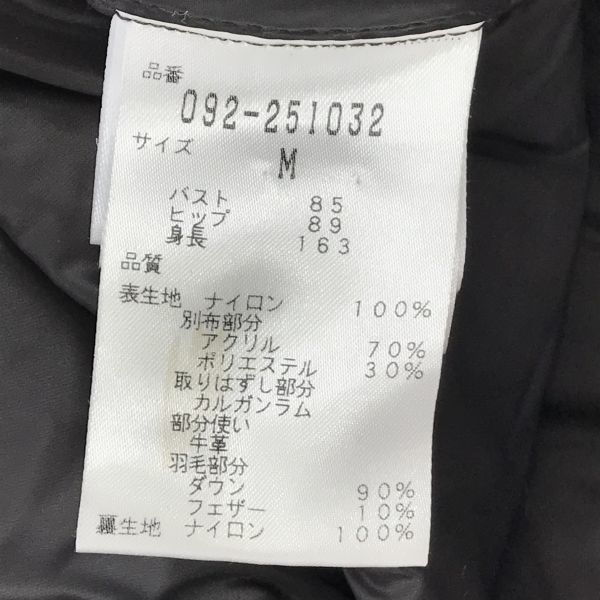 品番
092-251032
サイズ
M
バスト 85
ヒップ 89
身長 163
品質
表生地 ナイロン 100%
別布部分
アクリル 70%
ポリエステル 30%
取りはずし部分
カルガンラム
部分使い
牛革
羽毛部分
ダウン 90%
フェザー 10%
裏生地 ナイロン 100%